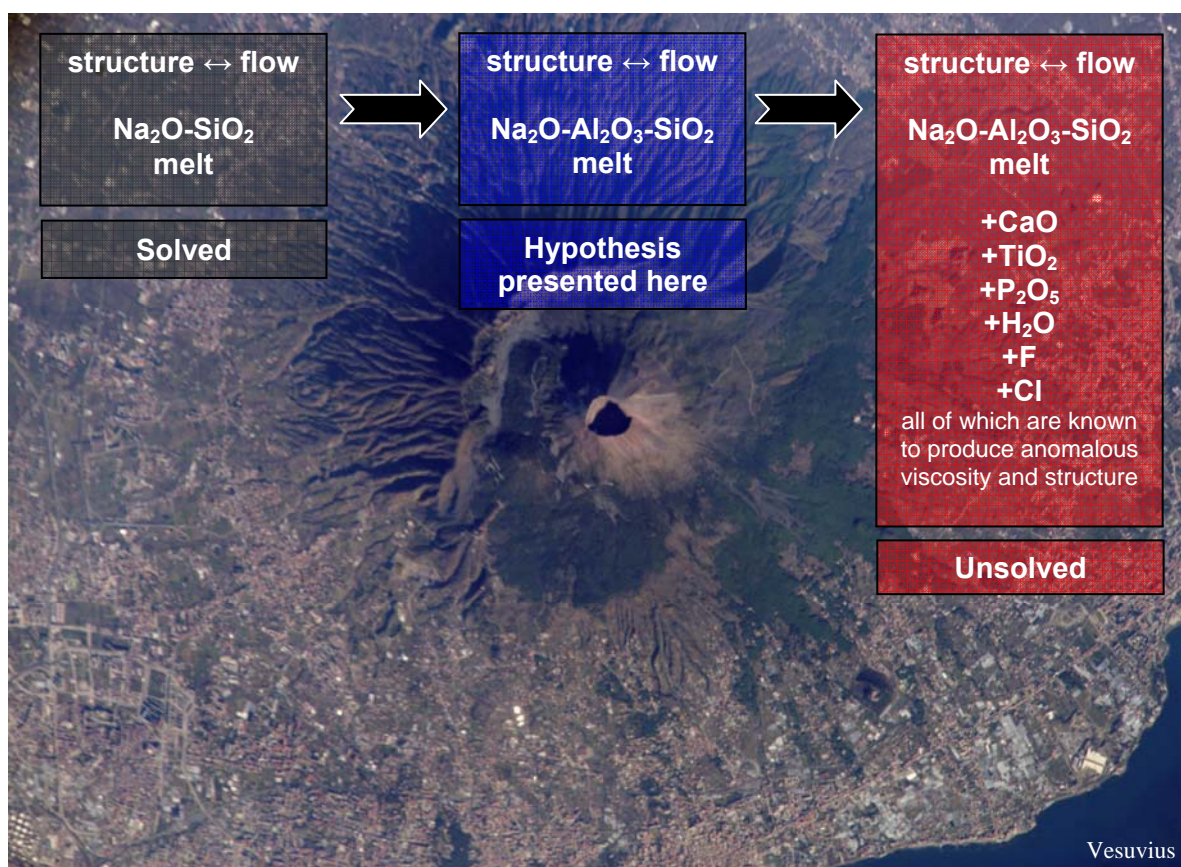 structure ↔ flow
Na₂O-SiO₂
melt
Solved
structure ↔ flow
Na₂O-Al₂O₃-SiO₂
melt
Hypothesis
presented here
structure ↔ flow
Na₂O-Al₂O₃-SiO₂
melt
+CaO
+TiO₂
+P₂O₅
+H₂O
+F
+Cl
all of which are known
to produce anomalous
viscosity and structure
Unsolved
Vesuvius